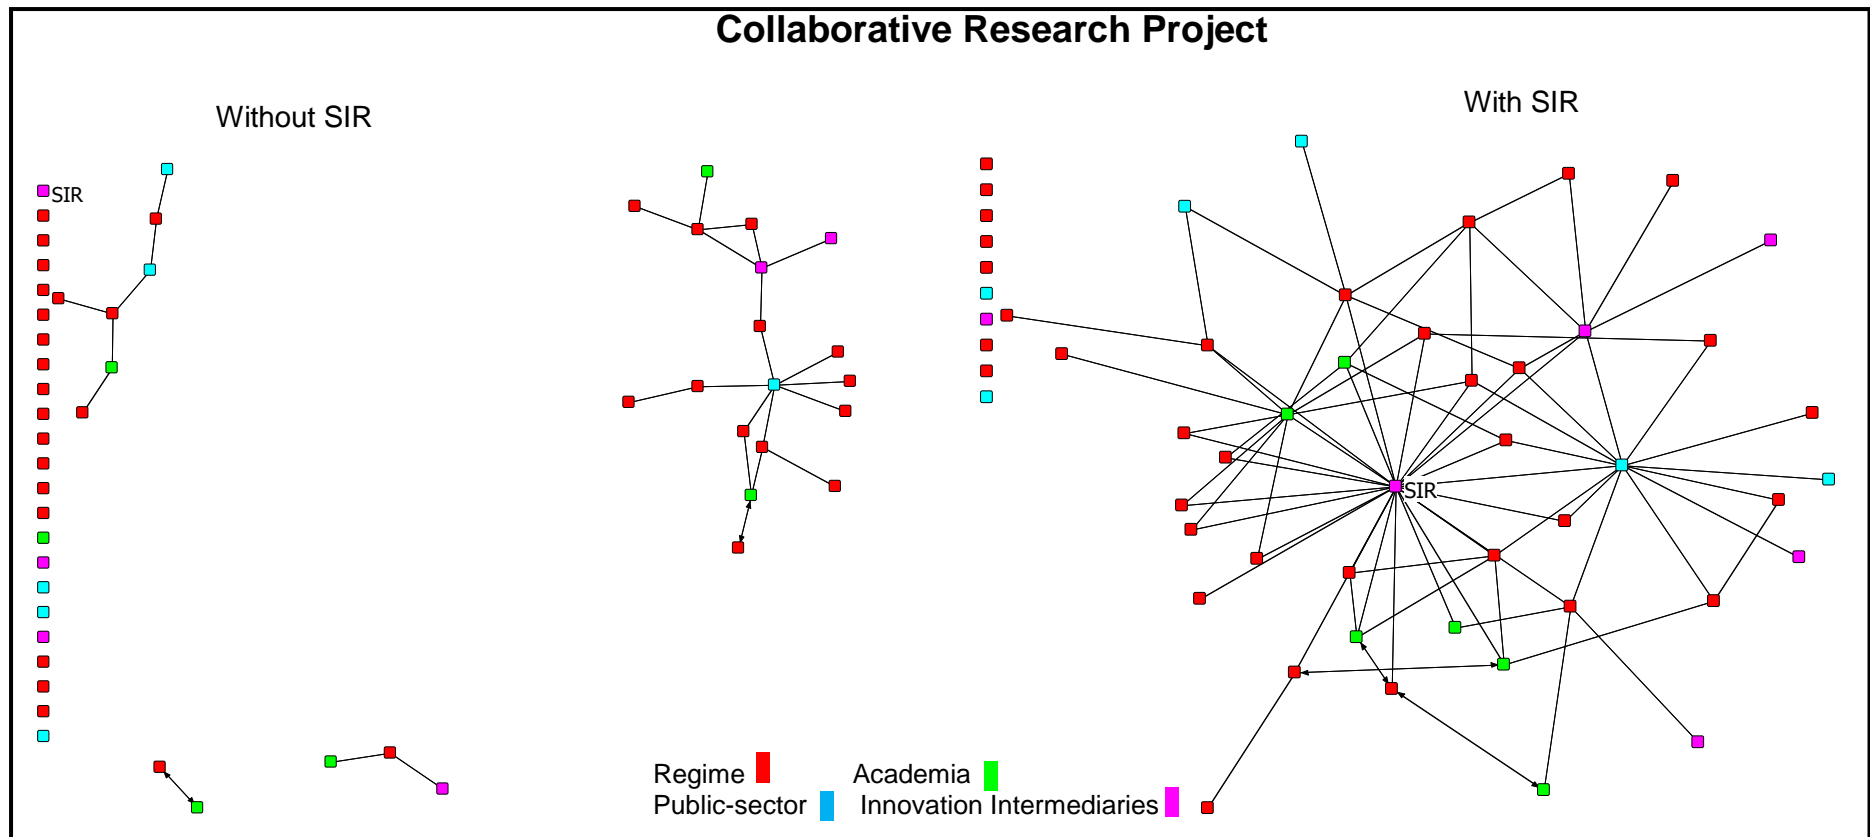 Collaborative Research Project
Without SIR
With SIR
SIR
SIR
Regime
Academia
Public-sector
Innovation Intermediaries